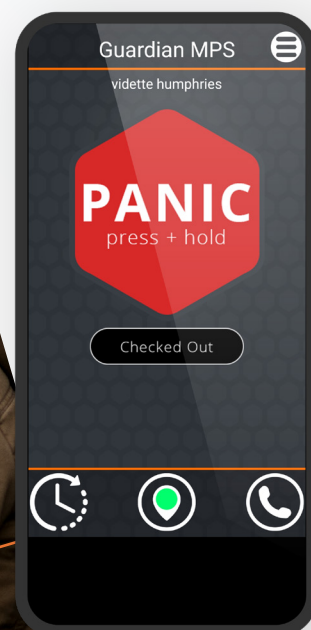 Guardian MPS
vidette humphries
PANIC
press + hold
Checked Out